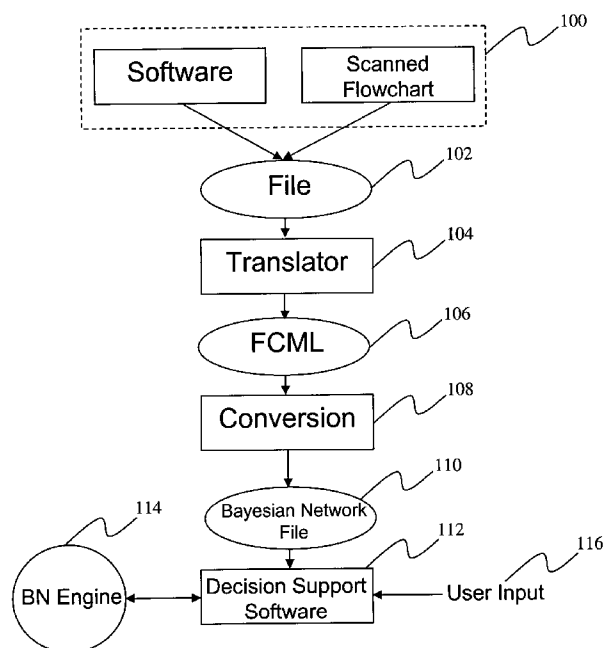 100
Software
Scanned
Flowchart
File
102
Translator
104
FCML
106
Conversion
108
Bayesian Network
File
110
114
BN Engine
Decision Support
Software
112
User Input
116